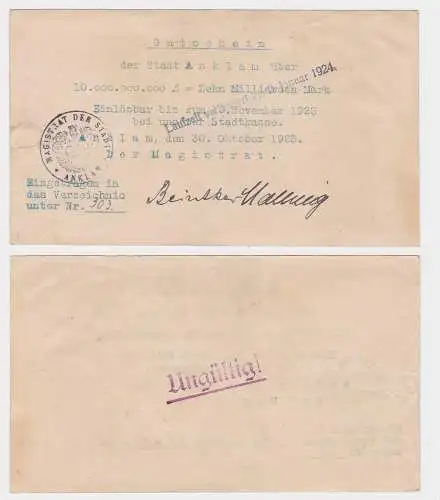 Gutschein
der Stadt Anklam über
10.000.000.000 M = Zehn Milliarden Mark
Einlösbar bis zum 30. November 1923
bei unserer Stadtkasse.
Anklam, den 30. Oktober 1923.
Der Magistrat.
Laufzeit Januar 1924.
MAGISTRAT DER STADT
* ANKLAM *
Eingetragen in
das Verzeichnis
unter Nr. 303.
Ungültig!